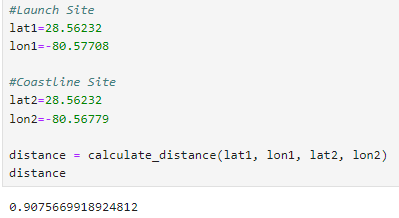 #Launch Site
lat1=28.56232
lon1=-80.57708
#Coastline Site
lat2=28.56232
lon2=-80.56779
distance = calculate_distance(lat1, lon1, lat2, lon2)
distance
0.9075669918924812